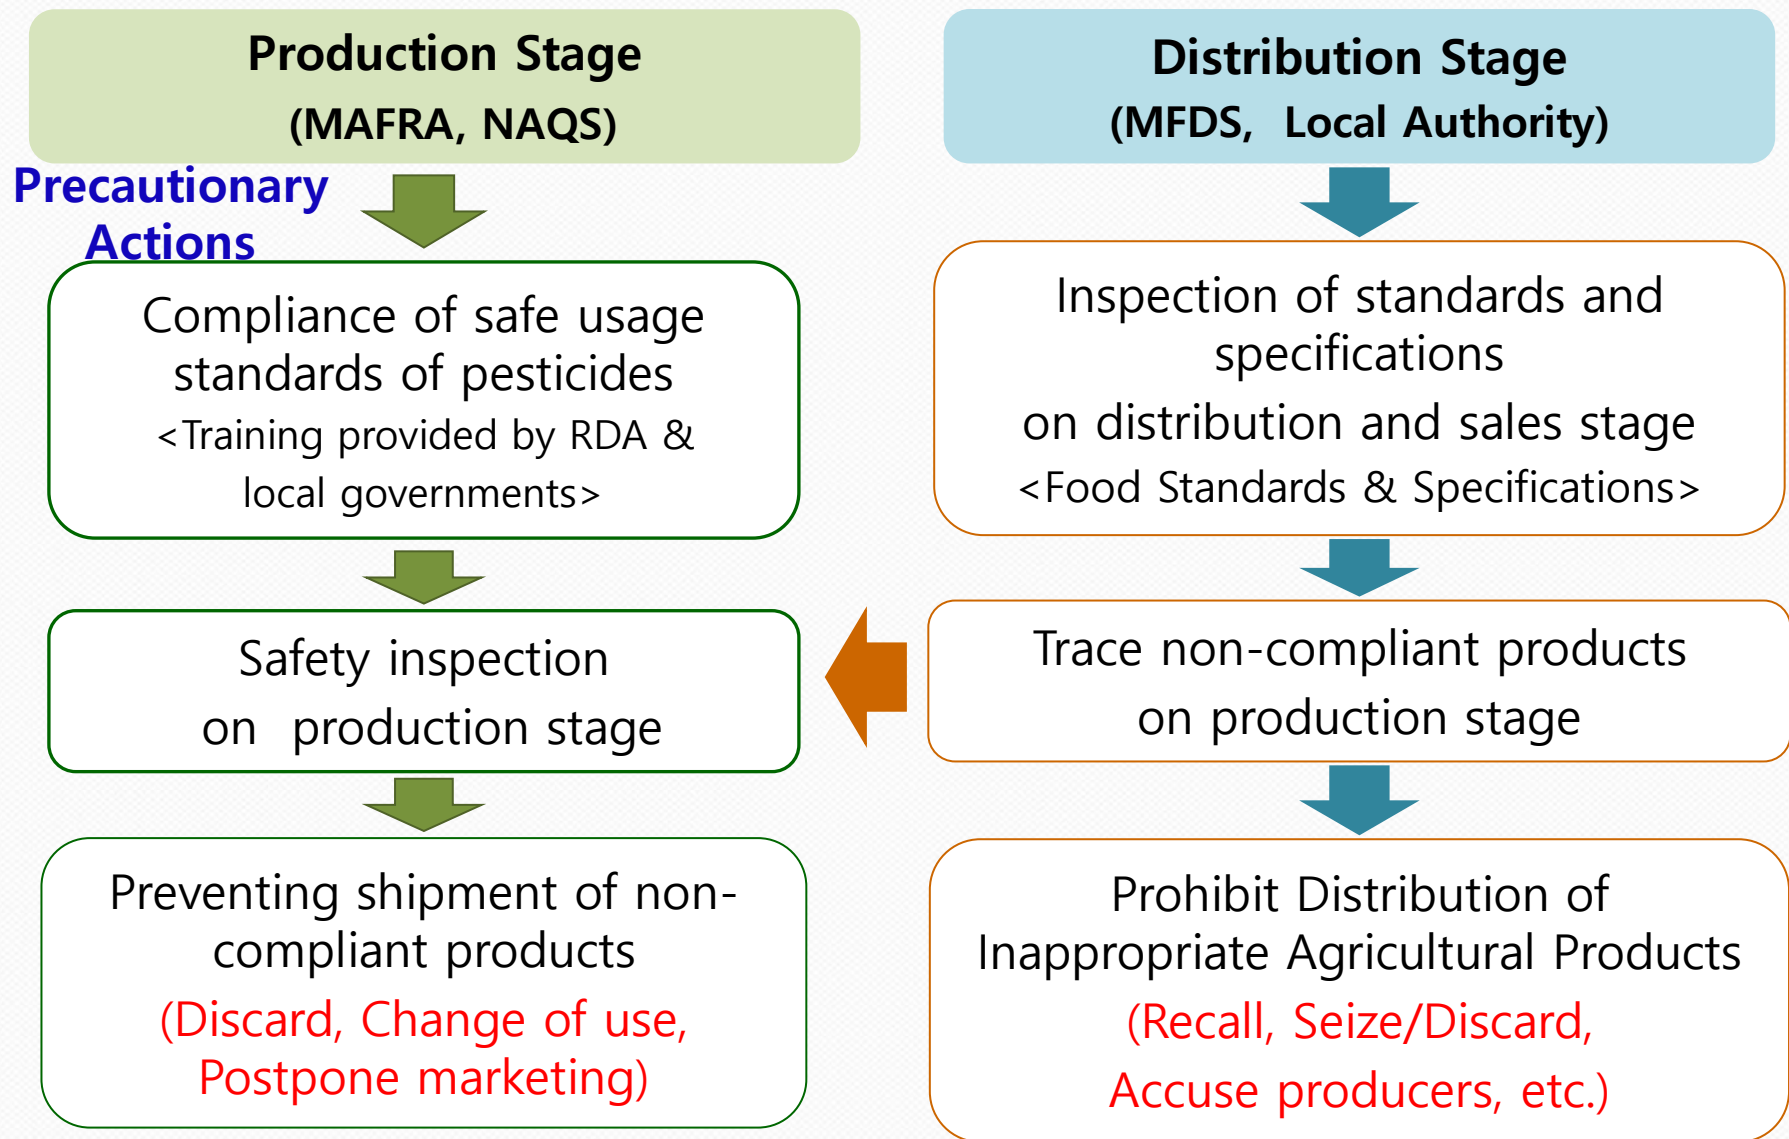 Production Stage
(MAFRA, NAQS)
Precautionary
Actions
Compliance of safe usage
standards of pesticides
<Training provided by RDA &
local governments>
Safety inspection
on production stage
Preventing shipment of non-
compliant products
(Discard, Change of use,
Postpone marketing)
Distribution Stage
(MFDS, Local Authority)
Inspection of standards and
specifications
on distribution and sales stage
<Food Standards & Specifications>
Trace non-compliant products
on production stage
Prohibit Distribution of
Inappropriate Agricultural Products
(Recall, Seize/Discard,
Accuse producers, etc.)